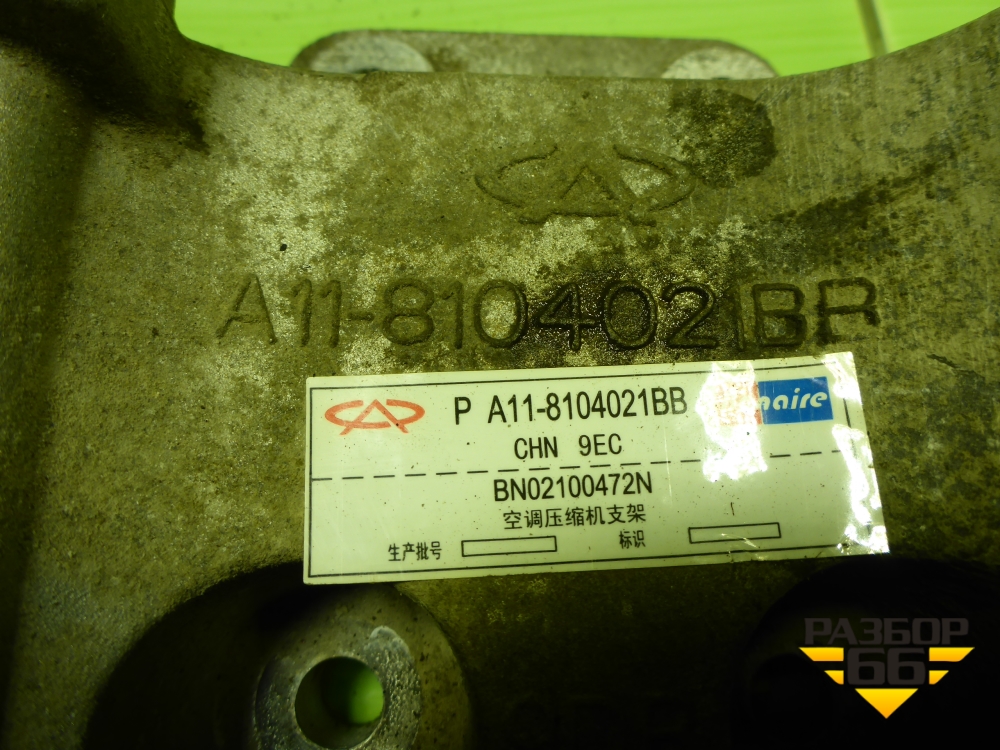 A11-8104021BB
P A11-8104021BB
CHN 9EC
BN02100472N
空调压缩机支架
生产批号
标识
РАЗБОР
66